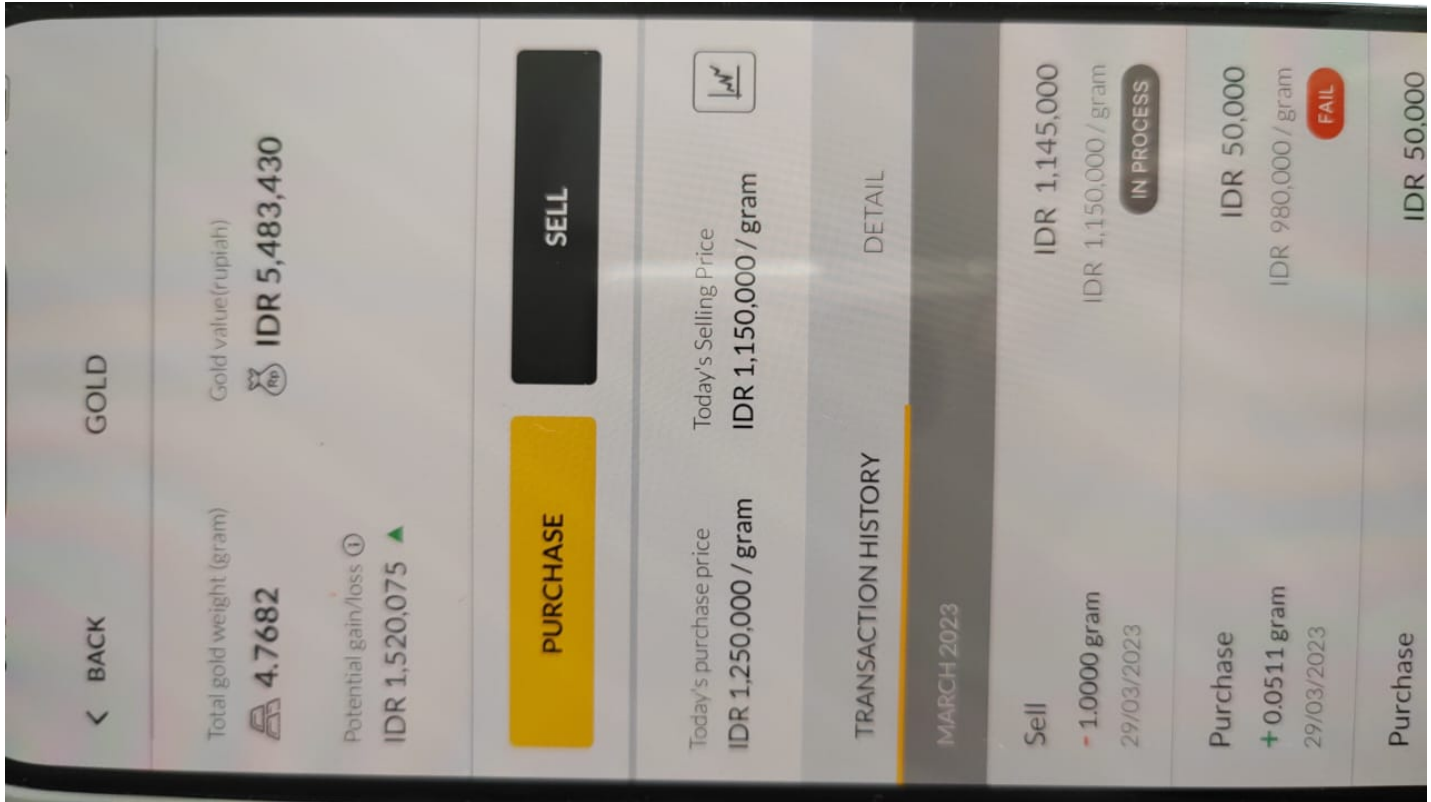 < BACK GOLD
Total gold weight (gram) Gold value(rupiah)
4.7682 Rp IDR 5,483,430
Potential gain/loss i
IDR 1,520,075
PURCHASE SELL
Today's purchase price Today's Selling Price
IDR 1,250,000 / gram IDR 1,150,000 / gram
TRANSACTION HISTORY DETAIL
MARCH 2023
Sell IDR 1,145,000
- 1.0000 gram IDR 1,150,000 / gram
29/03/2023 IN PROCESS
Purchase IDR 50,000
+ 0.0511 gram IDR 980,000 / gram
29/03/2023 FAIL
Purchase IDR 50,000